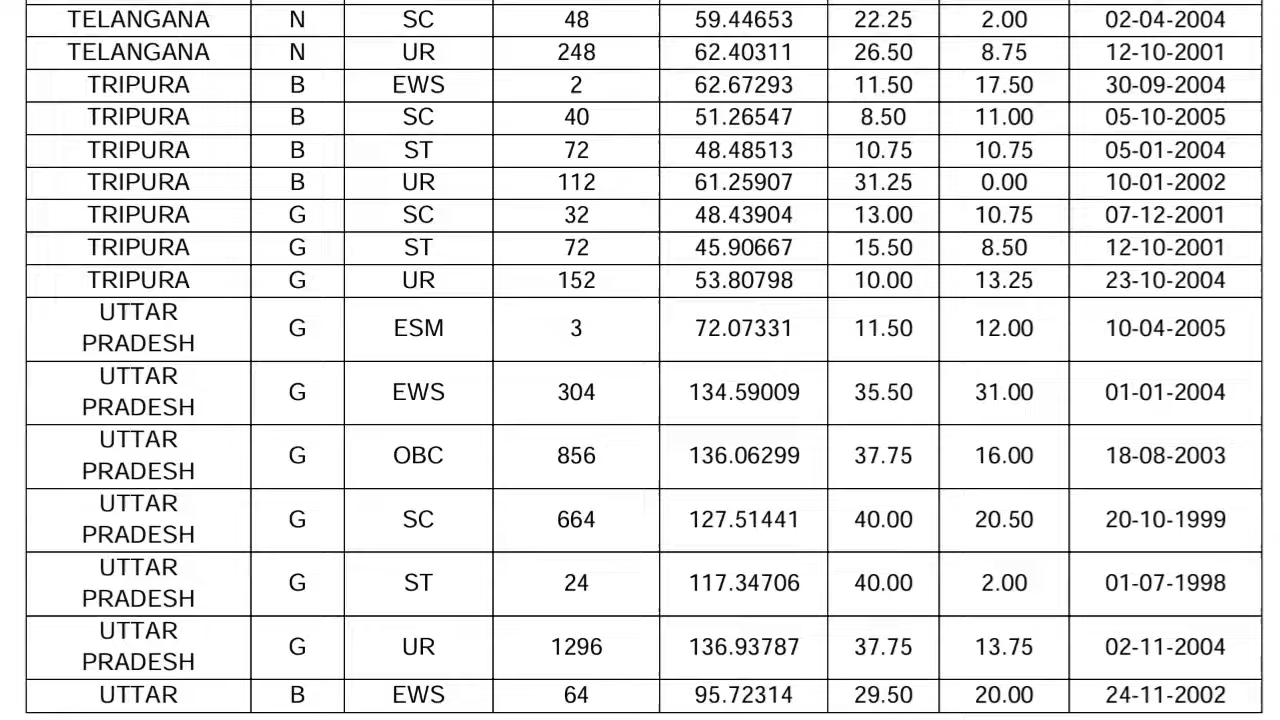 TELANGANA N SC 48 59.44653 22.25 2.00 02-04-2004
TELANGANA N UR 248 62.40311 26.50 8.75 12-10-2001
TRIPURA B EWS 2 62.67293 11.50 17.50 30-09-2004
TRIPURA B SC 40 51.26547 8.50 11.00 05-10-2005
TRIPURA B ST 72 48.48513 10.75 10.75 05-01-2004
TRIPURA B UR 112 61.25907 31.25 0.00 10-01-2002
TRIPURA G SC 32 48.43904 13.00 10.75 07-12-2001
TRIPURA G ST 72 45.90667 15.50 8.50 12-10-2001
TRIPURA G UR 152 53.80798 10.00 13.25 23-10-2004
UTTAR
PRADESH G ESM 3 72.07331 11.50 12.00 10-04-2005
UTTAR
PRADESH G EWS 304 134.59009 35.50 31.00 01-01-2004
UTTAR
PRADESH G OBC 856 136.06299 37.75 16.00 18-08-2003
UTTAR
PRADESH G SC 664 127.51441 40.00 20.50 20-10-1999
UTTAR
PRADESH G ST 24 117.34706 40.00 2.00 01-07-1998
UTTAR
PRADESH G UR 1296 136.93787 37.75 13.75 02-11-2004
UTTAR B EWS 64 95.72314 29.50 20.00 24-11-2002